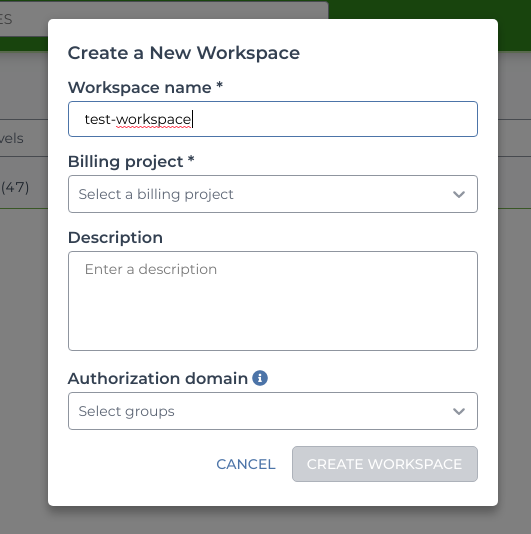 ES
Create a New Workspace
Workspace name *
test-workspace
vels
Billing project *
(47)
Select a billing project
Description
Enter a description
Authorization domain
Select groups
CANCEL
CREATE WORKSPACE